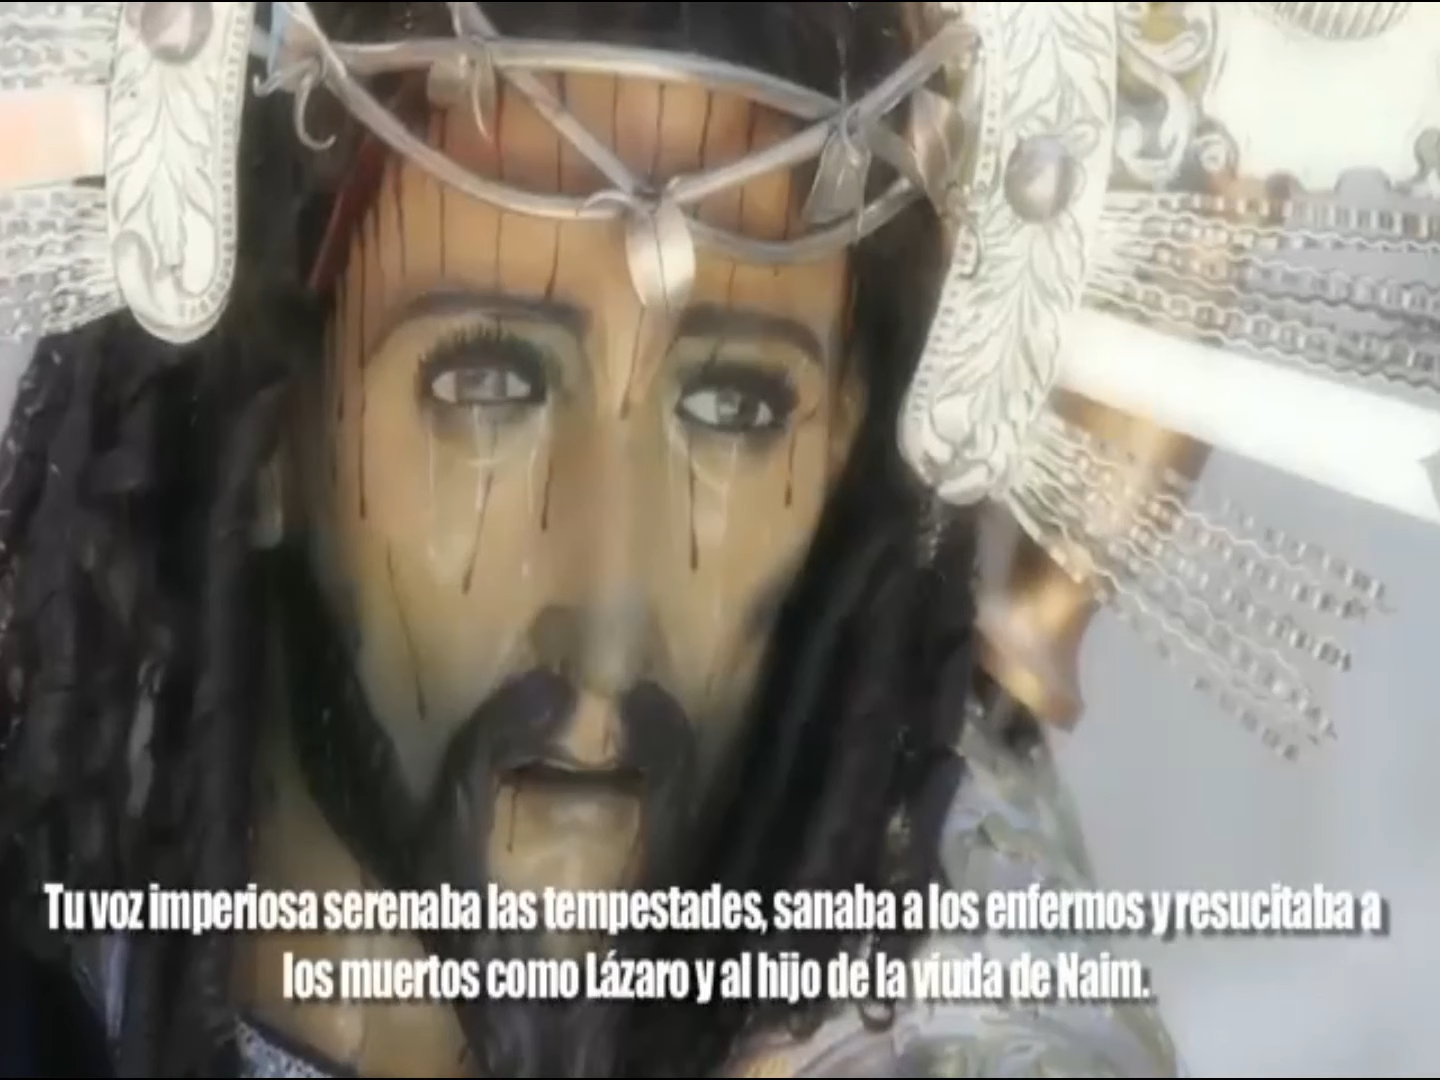 Tu voz imperiosa serenaba las tempestades, sanaba a los enfermos y resucitaba a
los muertos como Lázaro y al hijo de la viuda de Naim.